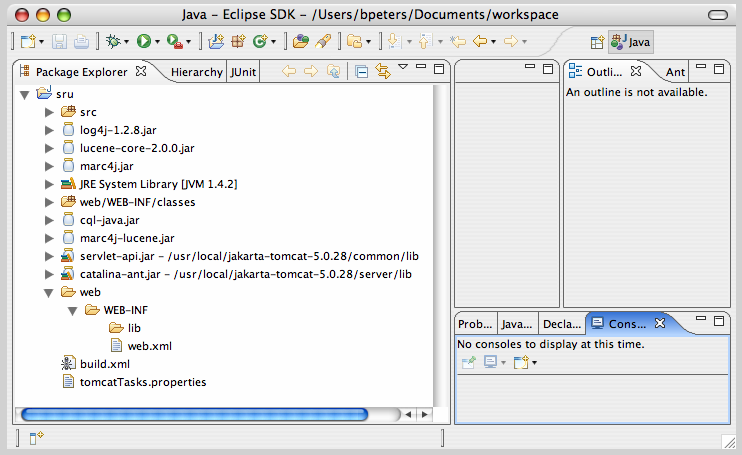 Java – Eclipse SDK – /Users/bpeters/Documents/workspace
Java
Package Explorer Hierarchy JUnit
sru
src
log4j-1.2.8.jar
lucene-core-2.0.0.jar
marc4j.jar
JRE System Library [JVM 1.4.2]
web/WEB-INF/classes
cql-java.jar
marc4j-lucene.jar
servlet-api.jar – /usr/local/jakarta-tomcat-5.0.28/common/lib
catalina-ant.jar – /usr/local/jakarta-tomcat-5.0.28/server/lib
web
WEB-INF
lib
web.xml
build.xml
tomcatTasks.properties
Outli... Ant
An outline is not available.
Prob... Java... Decla... Cons...
No consoles to display at this time.